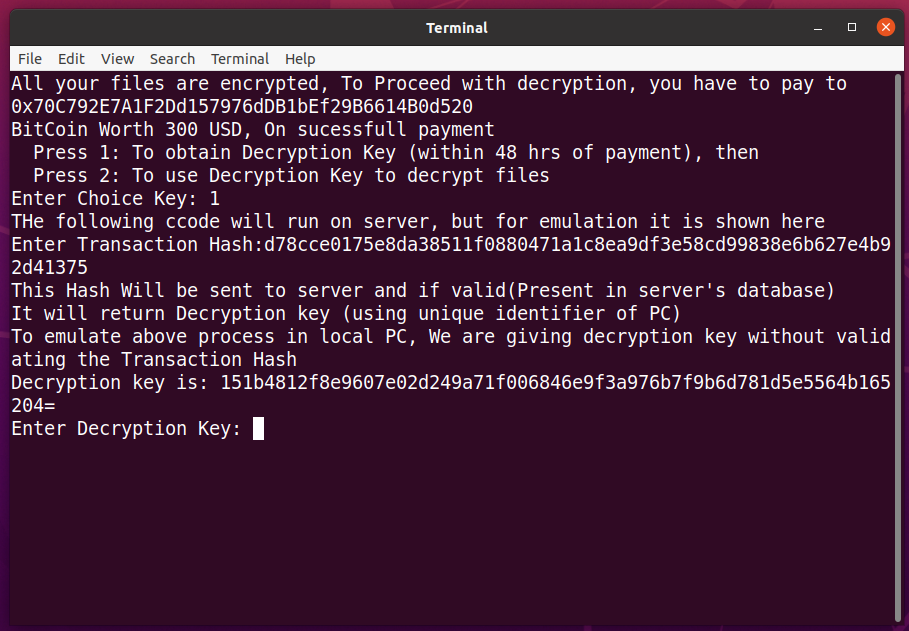 Terminal
File Edit View Search Terminal Help
All your files are encrypted, To Proceed with decryption, you have to pay to
0x70C792E7A1F2Dd157976dDB1bEf29B6614B0d520
BitCoin Worth 300 USD, On sucessfull payment
  Press 1: To obtain Decryption Key (within 48 hrs of payment), then
  Press 2: To use Decryption Key to decrypt files
Enter Choice Key: 1
THe following ccode will run on server, but for emulation it is shown here
Enter Transaction Hash:d78cce0175e8da38511f0880471a1c8ea9df3e58cd99838e6b627e4b9
2d41375
This Hash Will be sent to server and if valid(Present in server's database)
It will return Decryption key (using unique identifier of PC)
To emulate above process in local PC, We are giving decryption key without valid
ating the Transaction Hash
Decryption key is: 151b4812f8e9607e02d249a71f006846e9f3a976b7f9b6d781d5e5564b165
204=
Enter Decryption Key: